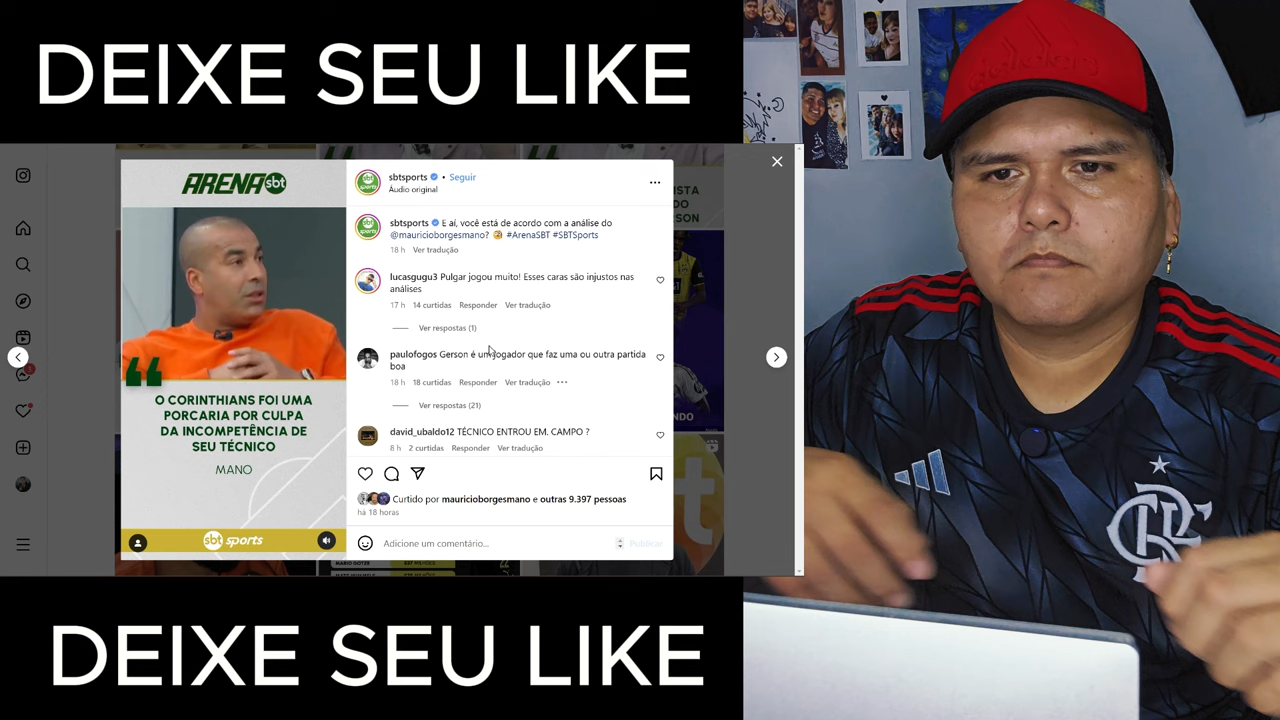 DEIXE SEU LIKE
ARENA sbt
sbtsports • Seguir
Áudio original
sbtsports E aí, você está de acordo com a análise do
@mauricioborgesmano? 🤔 #ArenaSBT #SBTSports
18 h Ver tradução
lucasgugu3 Pulgar jogou muito! Esses caras são injustos nas
análises
17 h 14 curtidas Responder Ver tradução
Ver respostas (1)
paulofogos Gerson é um jogador que faz uma ou outra partida
boa
18 h 18 curtidas Responder Ver tradução
Ver respostas (21)
david_ubaldo12 TÉCNICO ENTROU EM. CAMPO ?
8 h 2 curtidas Responder Ver tradução
Curtido por mauricioborgesmano e outras 9.397 pessoas
há 18 horas
Adicione um comentário...
Publicar
O CORINTHIANS FOI UMA
PORCARIA POR CULPA
DA INCOMPETÊNCIA DE
SEU TÉCNICO
MANO
sbt sports
DEIXE SEU LIKE
adidas